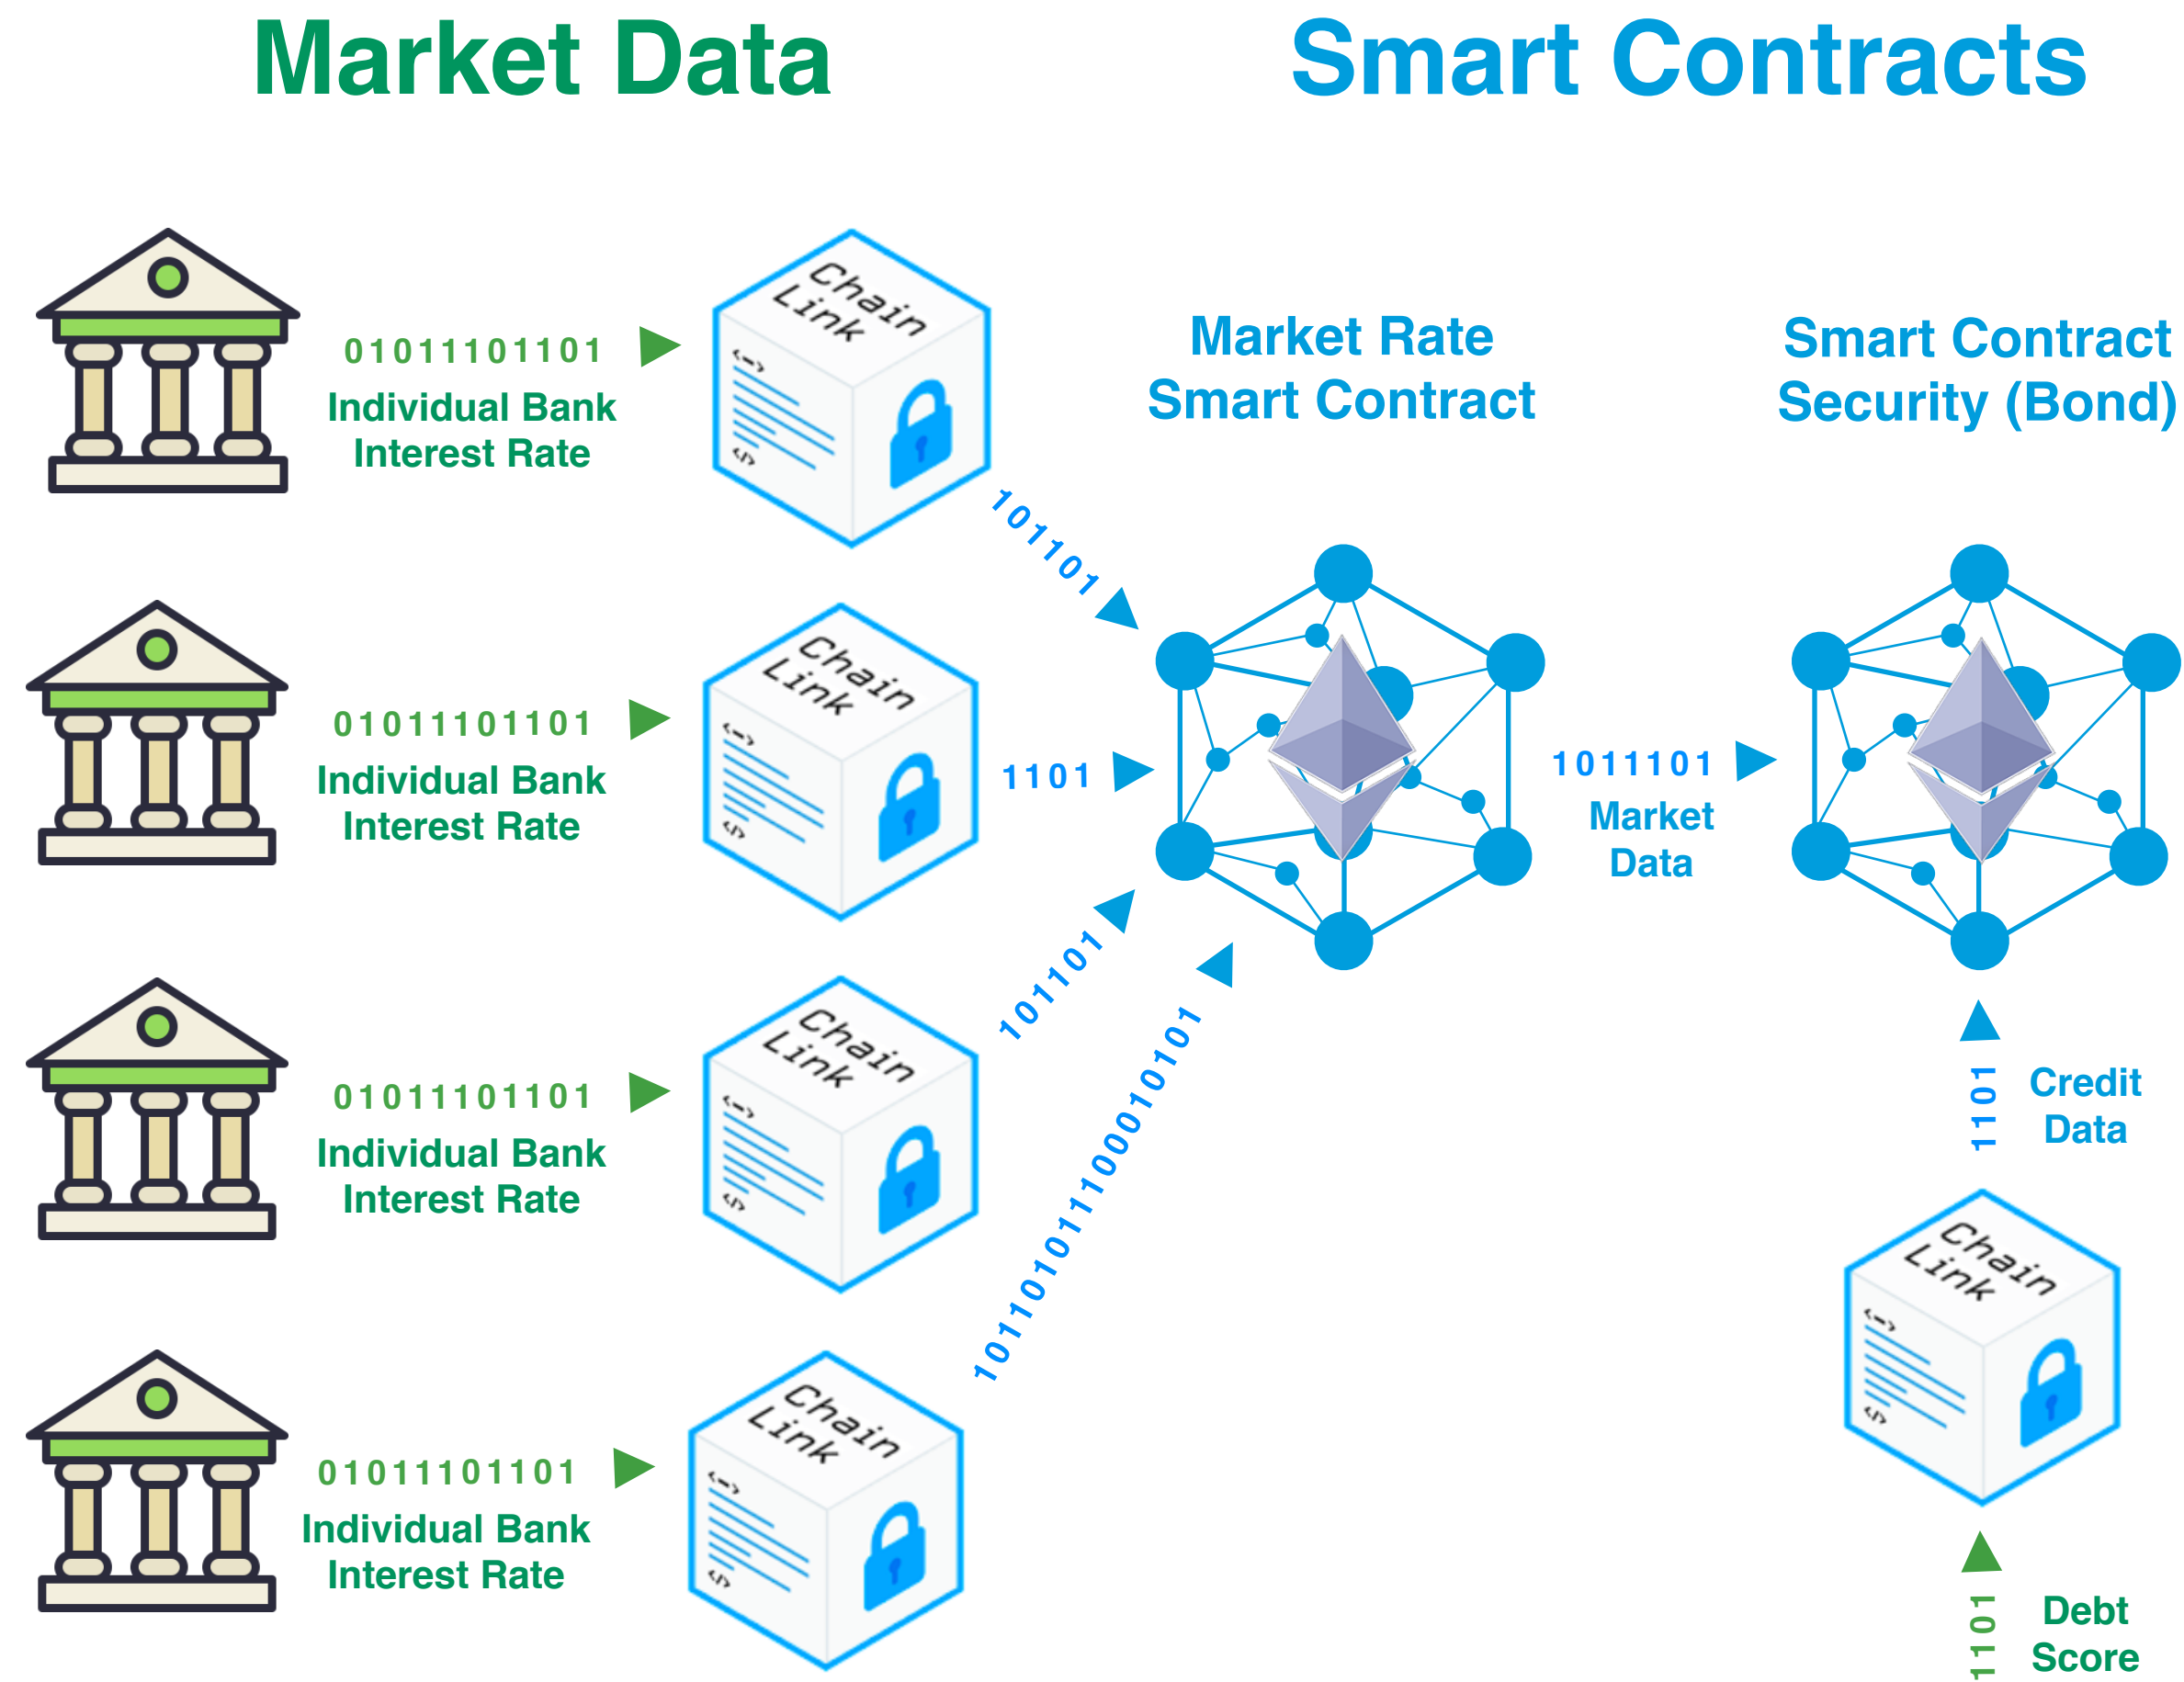 Market Data
Smart Contracts
01011101101
Individual Bank
Interest Rate
Chain
Link
<->
</>
101101
Market Rate
Smart Contract
Smart Contract
Security (Bond)
01011101101
Individual Bank
Interest Rate
Chain
Link
<->
</>
1101
1011101
Market
Data
01011101101
Individual Bank
Interest Rate
Chain
Link
<->
</>
101101
1101
Credit
Data
01011101101
Individual Bank
Interest Rate
Chain
Link
<->
</>
10110101011100010101
Chain
Link
<->
</>
1101
Debt
Score